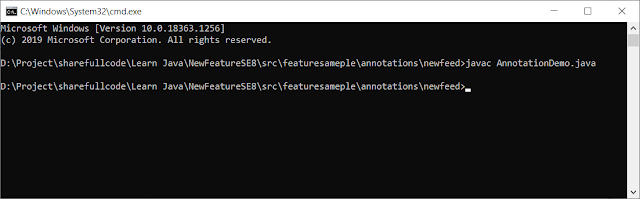 C:\Windows\System32\cmd.exe
Microsoft Windows [Version 10.0.18363.1256]
(c) 2019 Microsoft Corporation. All rights reserved.
D:\Project\sharefullcode\Learn Java\NewFeatureSE8\src\featuresameple\annotations\newfeed>javac AnnotationDemo.java
D:\Project\sharefullcode\Learn Java\NewFeatureSE8\src\featuresameple\annotations\newfeed>